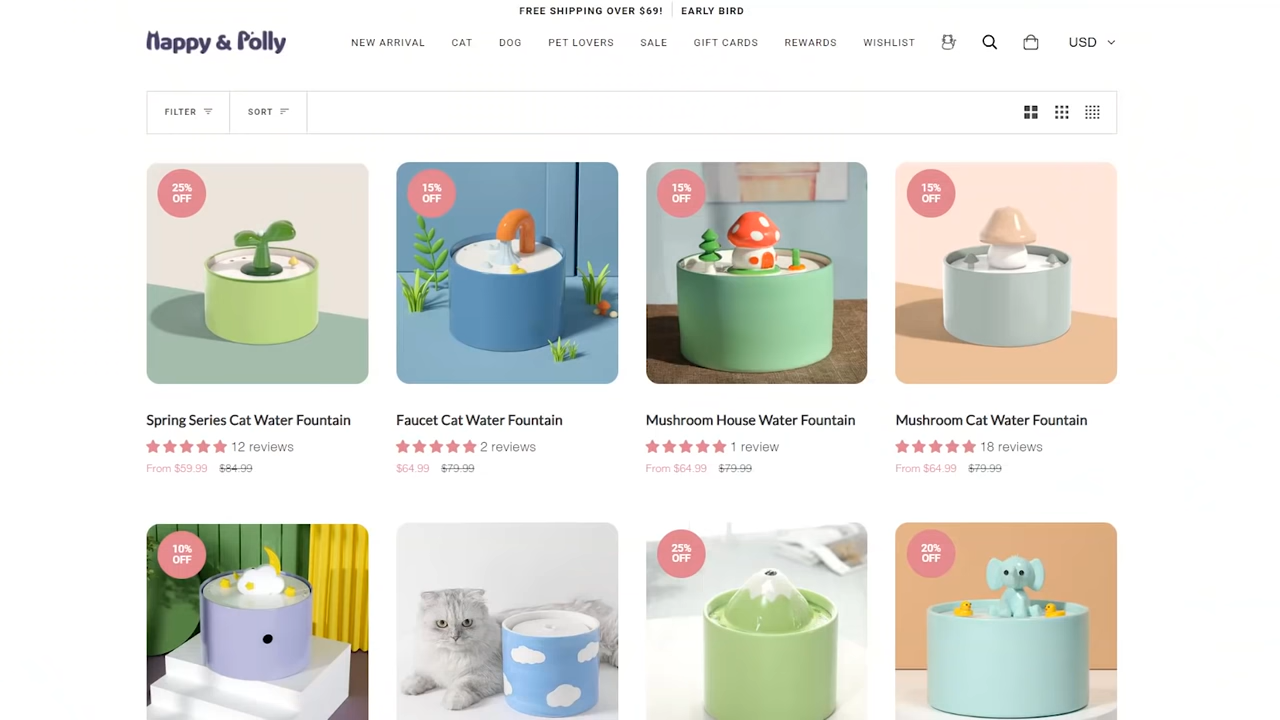 FREE SHIPPING OVER $69! EARLY BIRD
Nappy & Polly
NEW ARRIVAL CAT DOG PET LOVERS SALE GIFT CARDS REWARDS WISHLIST USD
FILTER SORT
25% OFF
15% OFF
15% OFF
15% OFF
Spring Series Cat Water Fountain
12 reviews
From $59.99 $84.99
Faucet Cat Water Fountain
2 reviews
$64.99 $79.99
Mushroom House Water Fountain
1 review
From $64.99 $79.99
Mushroom Cat Water Fountain
18 reviews
From $64.99 $79.99
10% OFF
25% OFF
20% OFF